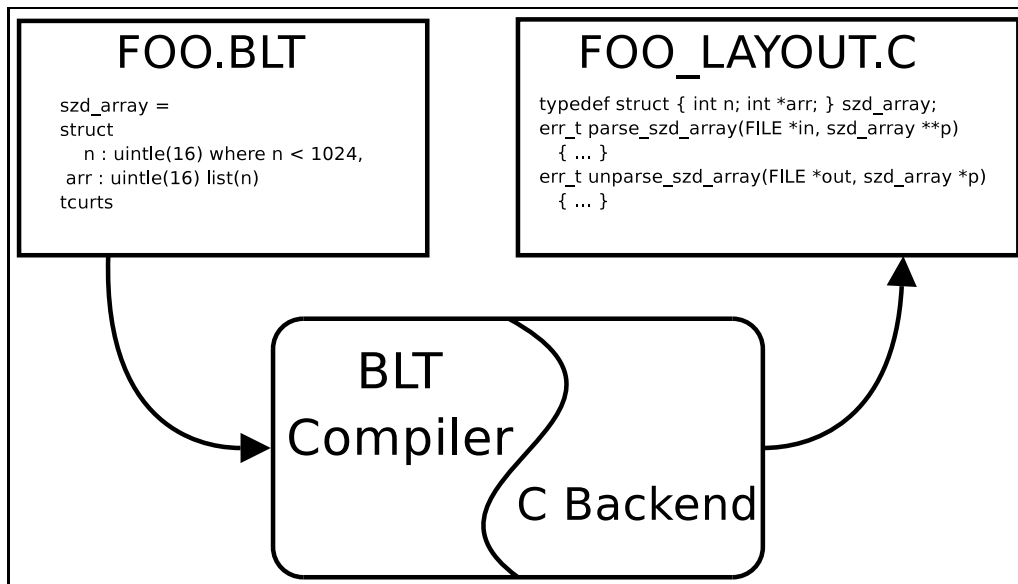 FOO.BLT
szd_array =
struct
n : uintle(16) where n < 1024,
arr : uintle(16) list(n)
tcurts
FOO_LAYOUT.C
typedef struct { int n; int *arr; } szd_array;
err_t parse_szd_array(FILE *in, szd_array **p)
{ ... }
err_t unparse_szd_array(FILE *out, szd_array *p)
{ ... }
BLT
Compiler
C Backend